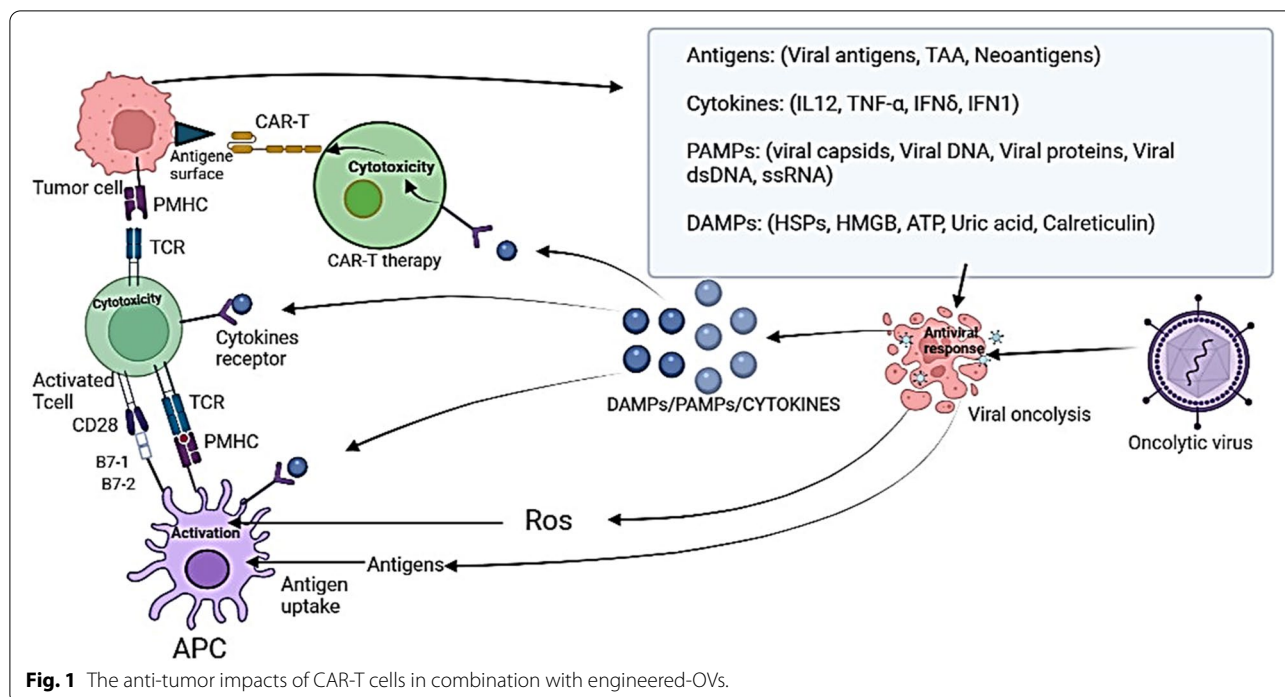 Antigens: (Viral antigens, TAA, Neoantigens)
Cytokines: (IL12, TNF-α, IFNδ, IFN1)
PAMPs: (viral capsids, Viral DNA, Viral proteins, Viral
dsDNA, ssRNA)
DAMPs: (HSPs, HMGB, ATP, Uric acid, Calreticulin)
CAR-T
Antigene
surface
Tumor cell
PMHC
TCR
Cytotoxicity
CAR-T therapy
Cytotoxicity
Cytokines
receptor
Activated
Tcell
CD28
TCR
PMHC
B7-1
B7-2
DAMPs/PAMPs/CYTOKINES
Antiviral
response
Viral oncolysis
Oncolytic virus
Activation
Ros
Antigens
Antigen
uptake
APC
Fig. 1 The anti-tumor impacts of CAR-T cells in combination with engineered-OVs.